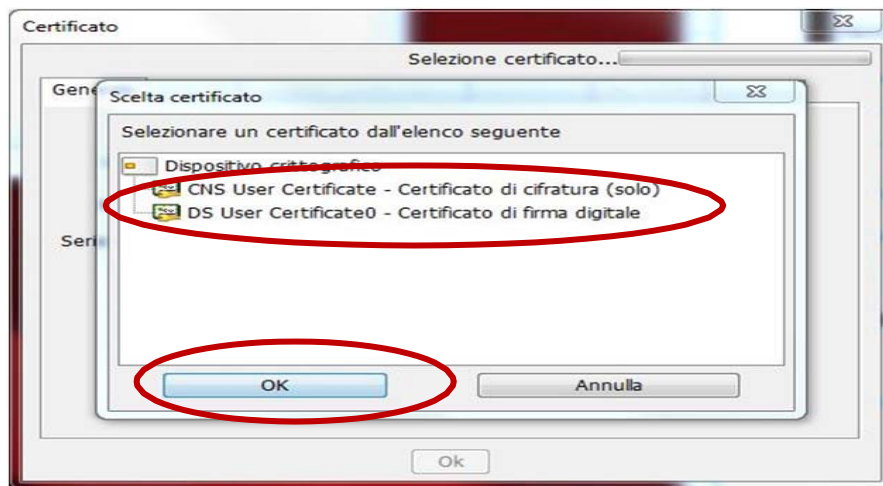 Certificato
Selezione certificato...
Gene
Scelta certificato
Selezionare un certificato dall'elenco seguente
Dispositivo crittografico
CNS User Certificate - Certificato di cifratura (solo)
DS User Certificate0 - Certificato di firma digitale
Seri
OK
Annulla
Ok